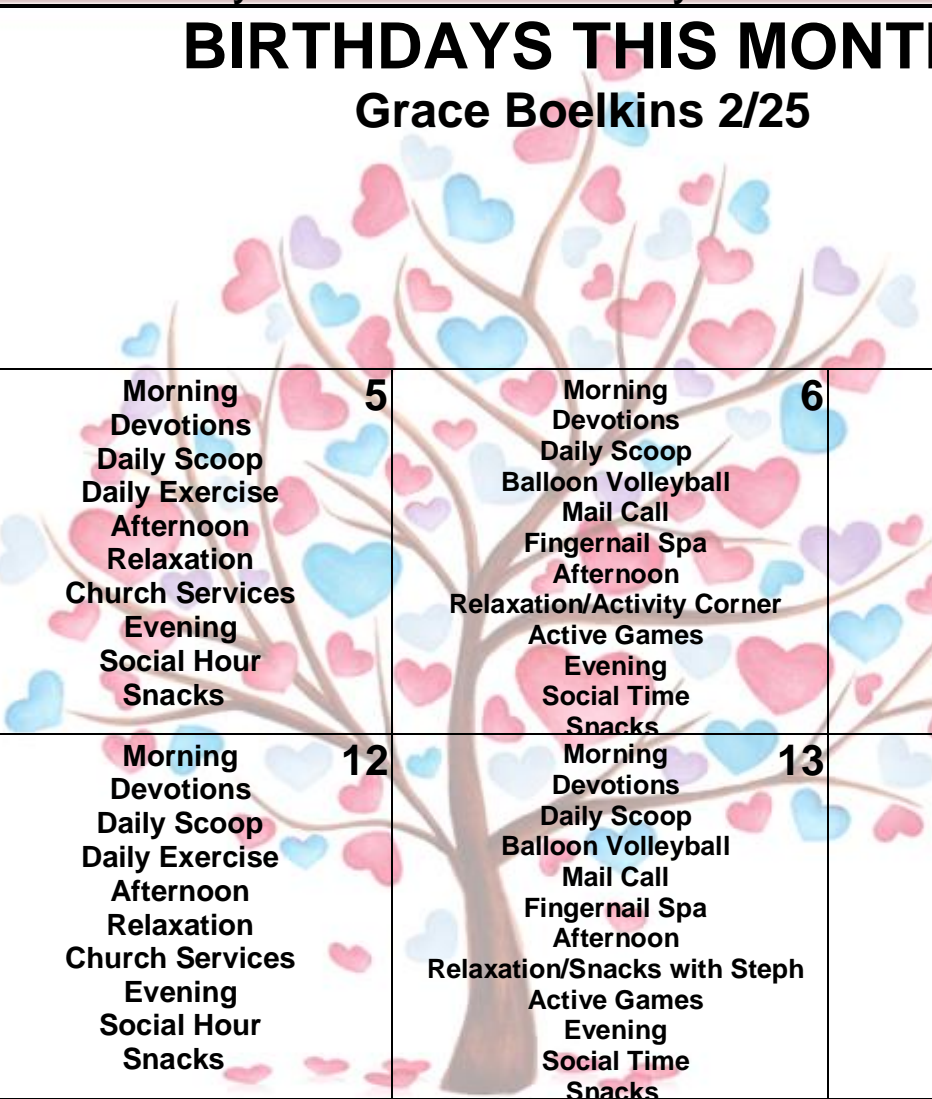 BIRTHDAYS THIS MONT
Grace Boelkins 2/25
5
Morning
Devotions
Daily Scoop
Daily Exercise
Afternoon
Relaxation
Church Services
Evening
Social Hour
Snacks
6
Morning
Devotions
Daily Scoop
Balloon Volleyball
Mail Call
Fingernail Spa
Afternoon
Relaxation/Activity Corner
Active Games
Evening
Social Time
Snacks
12
Morning
Devotions
Daily Scoop
Daily Exercise
Afternoon
Relaxation
Church Services
Evening
Social Hour
Snacks
13
Morning
Devotions
Daily Scoop
Balloon Volleyball
Mail Call
Fingernail Spa
Afternoon
Relaxation/Snacks with Steph
Active Games
Evening
Social Time
Snacks